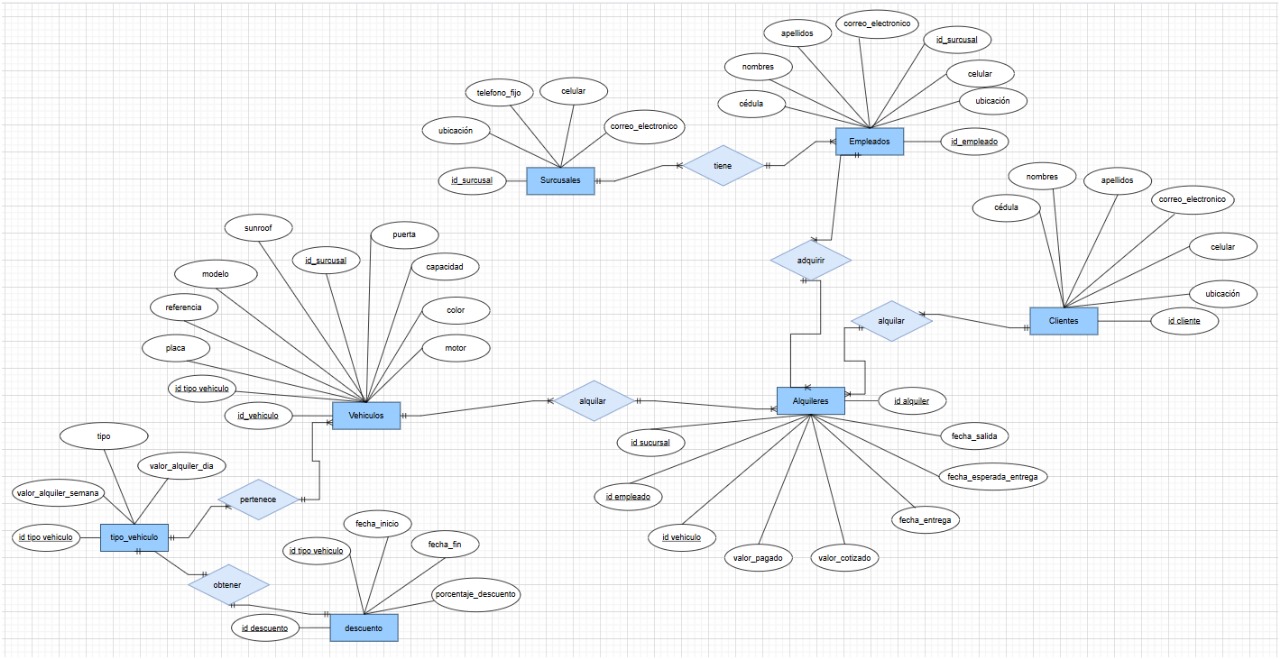 correo_electronico
apellidos
id_surcusal
nombres
celular
cédula
ubicación
Empleados
id_empleado
telefono_fijo
celular
ubicación
correo_electronico
id_surcusal
Surcusales
tiene
nombres
apellidos
cédula
correo_electronico
celular
ubicación
Clientes
id cliente
adquirir
alquilar
sunroof
puerta
id_surcusal
modelo
capacidad
referencia
color
placa
motor
id tipo vehiculo
id_vehiculo
Vehiculos
alquilar
Alquileres
id alquiler
id sucursal
fecha_salida
fecha_esperada_entrega
id empleado
fecha_entrega
id vehiculo
valor_pagado
valor_cotizado
tipo
valor_alquiler_dia
valor_alquiler_semana
id tipo vehiculo
tipo_vehiculo
pertenece
obtener
fecha_inicio
id tipo vehiculo
fecha_fin
porcentaje_descuento
id descuento
descuento